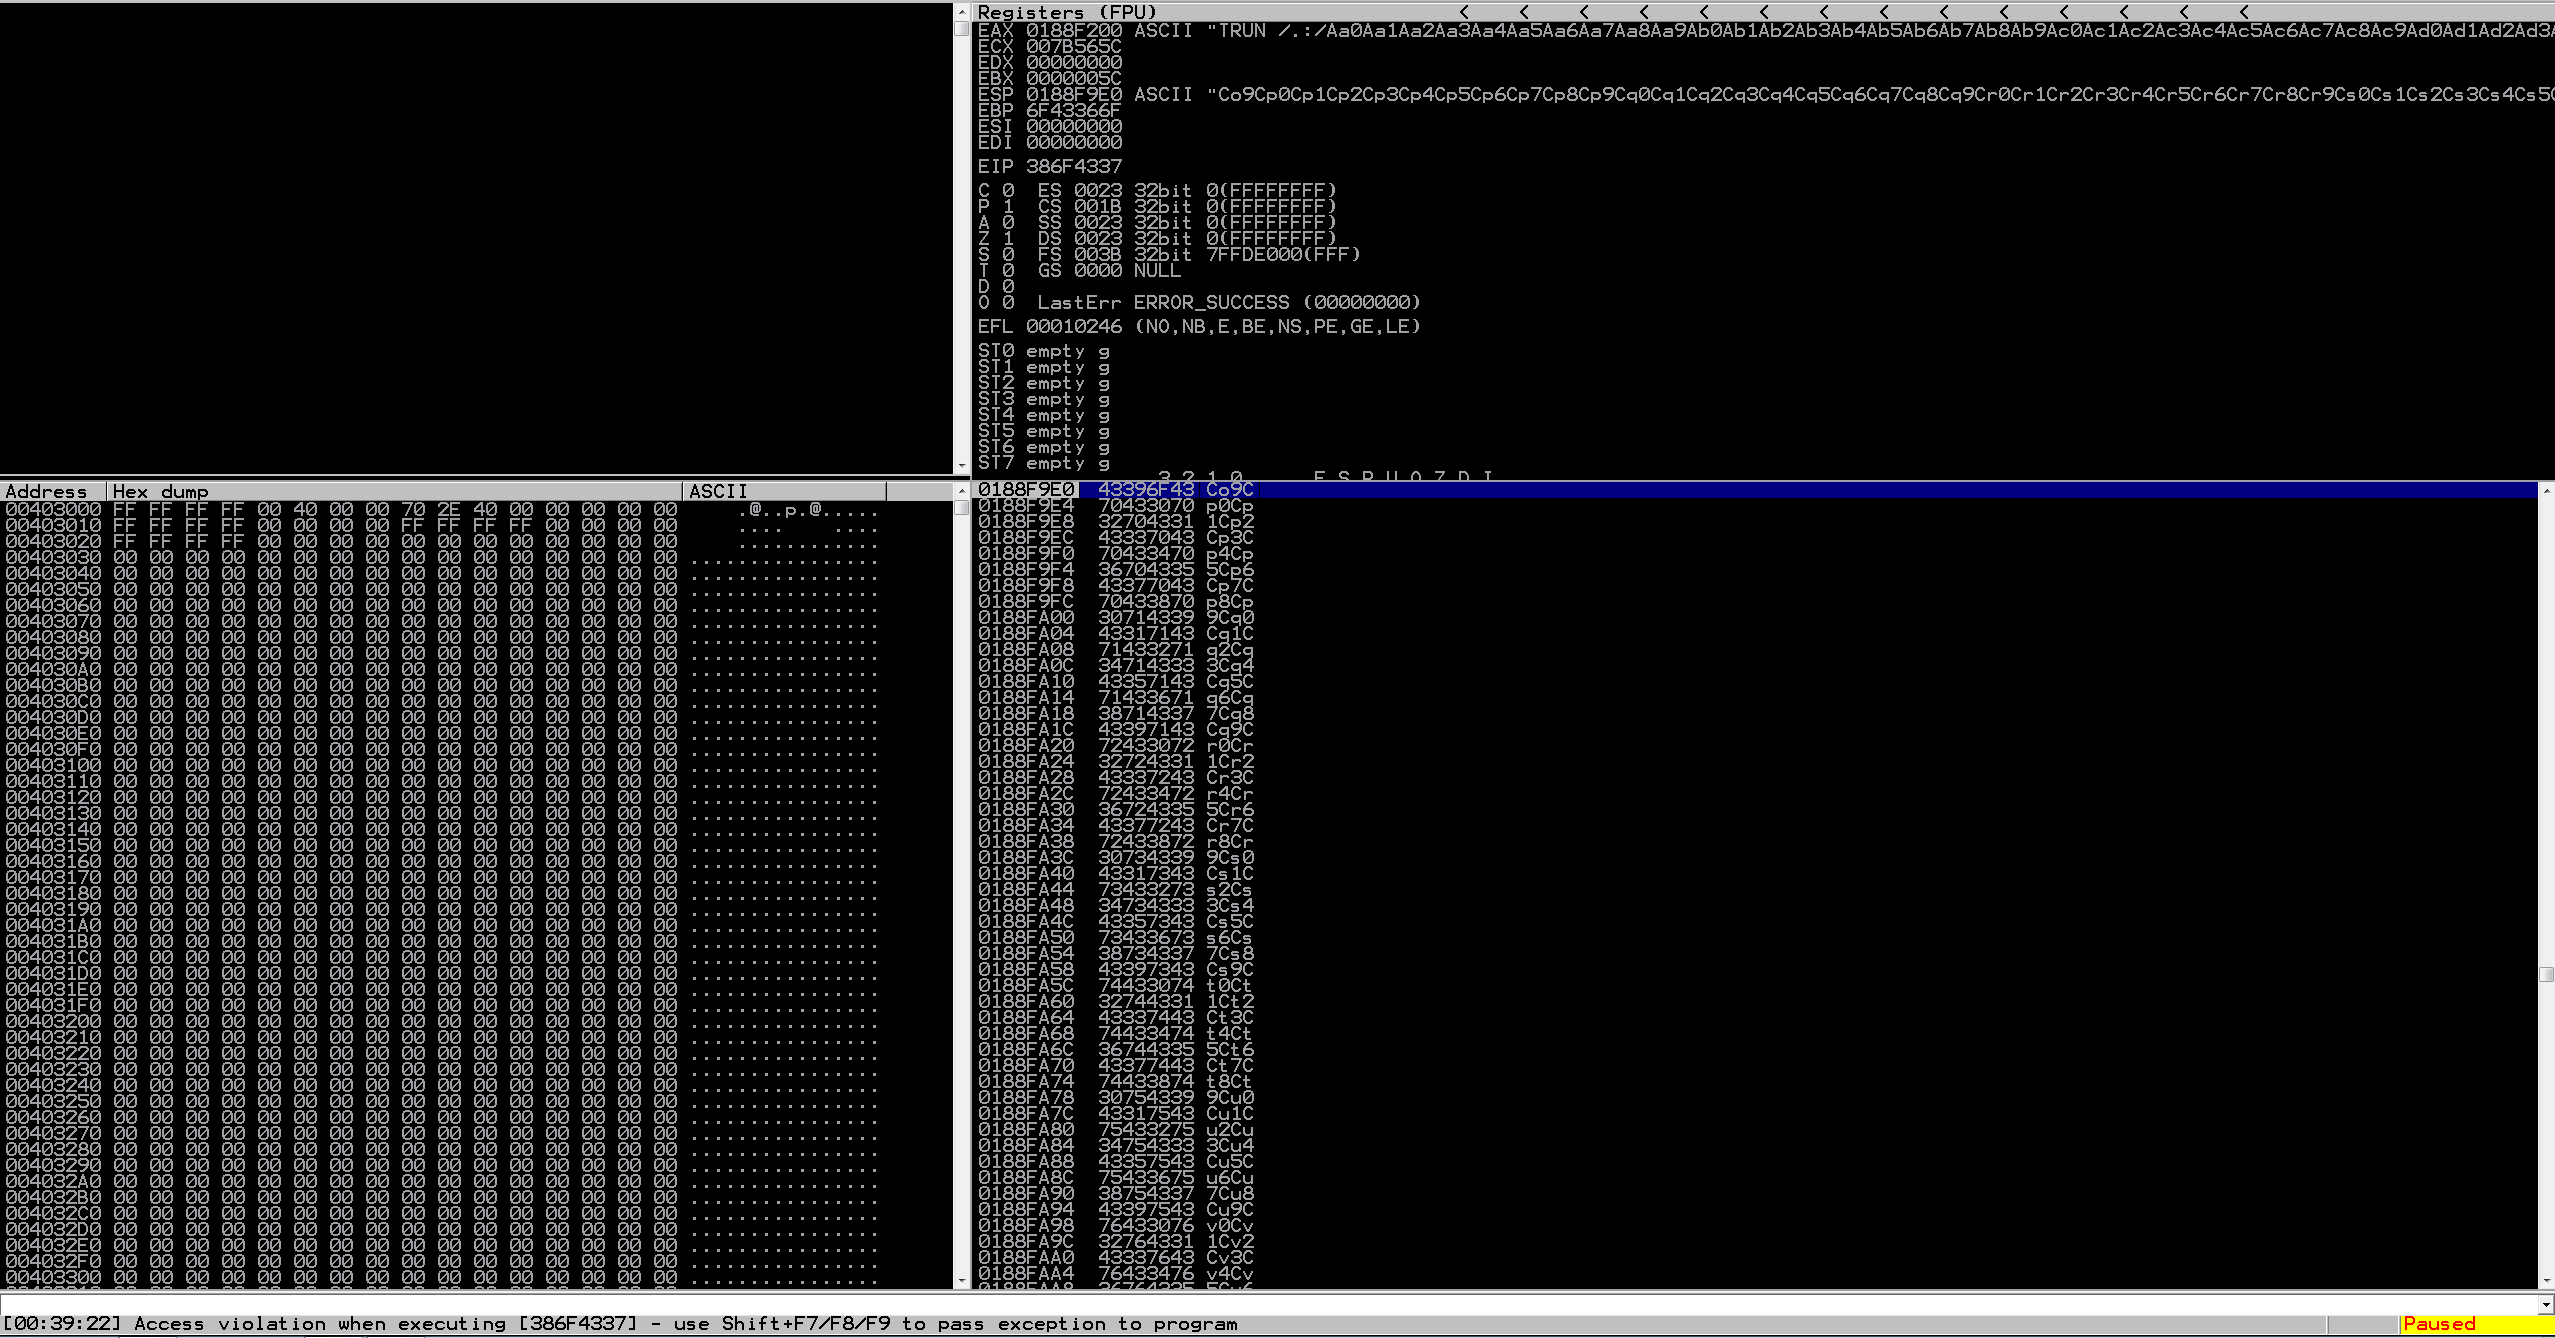 Registers (FPU) < < < < < < < < < < < < < <
EAX 0188F200 ASCII "TRUN /.:/Aa0Aa1Aa2Aa3Aa4Aa5Aa6Aa7Aa8Aa9Ab0Ab1Ab2Ab3Ab4Ab5Ab6Ab7Ab8Ab9Ac0Ac1Ac2Ac3Ac4Ac5Ac6Ac7Ac8Ac9Ad0Ad1Ad2Ad3A
ECX 007B565C
EDX 00000000
EBX 0000005C
ESP 0188F9E0 ASCII "Co9Cp0Cp1Cp2Cp3Cp4Cp5Cp6Cp7Cp8Cp9Cq0Cq1Cq2Cq3Cq4Cq5Cq6Cq7Cq8Cq9Cr0Cr1Cr2Cr3Cr4Cr5Cr6Cr7Cr8Cr9Cs0Cs1Cs2Cs3Cs4Cs5C
EBP 6F43366F
ESI 00000000
EDI 00000000
EIP 386F4337
C 0 ES 0023 32bit 0(FFFFFFFF)
P 1 CS 001B 32bit 0(FFFFFFFF)
A 0 SS 0023 32bit 0(FFFFFFFF)
Z 1 DS 0023 32bit 0(FFFFFFFF)
S 0 FS 003B 32bit 7FFDE000(FFF)
T 0 GS 0000 NULL
D 0
O 0 LastErr ERROR_SUCCESS (00000000)
EFL 00010246 (NO,NB,E,BE,NS,PE,GE,LE)
ST0 empty g
ST1 empty g
ST2 empty g
ST3 empty g
ST4 empty g
ST5 empty g
ST6 empty g
ST7 empty g
3 2 1 0 E S P U O Z D I
Address Hex dump ASCII
00403000 FF FF FF FF 00 40 00 00 70 2E 40 00 00 00 00 00 .@..p.@.....
00403010 FF FF FF FF 00 00 00 00 FF FF FF FF 00 00 00 00 .... ....
00403020 FF FF FF FF 00 00 00 00 00 00 00 00 00 00 00 00 ............
00403030 00 00 00 00 00 00 00 00 00 00 00 00 00 00 00 00 ................
00403040 00 00 00 00 00 00 00 00 00 00 00 00 00 00 00 00 ................
00403050 00 00 00 00 00 00 00 00 00 00 00 00 00 00 00 00 ................
00403060 00 00 00 00 00 00 00 00 00 00 00 00 00 00 00 00 ................
00403070 00 00 00 00 00 00 00 00 00 00 00 00 00 00 00 00 ................
00403080 00 00 00 00 00 00 00 00 00 00 00 00 00 00 00 00 ................
00403090 00 00 00 00 00 00 00 00 00 00 00 00 00 00 00 00 ................
004030A0 00 00 00 00 00 00 00 00 00 00 00 00 00 00 00 00 ................
004030B0 00 00 00 00 00 00 00 00 00 00 00 00 00 00 00 00 ................
004030C0 00 00 00 00 00 00 00 00 00 00 00 00 00 00 00 00 ................
004030D0 00 00 00 00 00 00 00 00 00 00 00 00 00 00 00 00 ................
004030E0 00 00 00 00 00 00 00 00 00 00 00 00 00 00 00 00 ................
004030F0 00 00 00 00 00 00 00 00 00 00 00 00 00 00 00 00 ................
00403100 00 00 00 00 00 00 00 00 00 00 00 00 00 00 00 00 ................
00403110 00 00 00 00 00 00 00 00 00 00 00 00 00 00 00 00 ................
00403120 00 00 00 00 00 00 00 00 00 00 00 00 00 00 00 00 ................
00403130 00 00 00 00 00 00 00 00 00 00 00 00 00 00 00 00 ................
00403140 00 00 00 00 00 00 00 00 00 00 00 00 00 00 00 00 ................
00403150 00 00 00 00 00 00 00 00 00 00 00 00 00 00 00 00 ................
00403160 00 00 00 00 00 00 00 00 00 00 00 00 00 00 00 00 ................
00403170 00 00 00 00 00 00 00 00 00 00 00 00 00 00 00 00 ................
00403180 00 00 00 00 00 00 00 00 00 00 00 00 00 00 00 00 ................
00403190 00 00 00 00 00 00 00 00 00 00 00 00 00 00 00 00 ................
004031A0 00 00 00 00 00 00 00 00 00 00 00 00 00 00 00 00 ................
004031B0 00 00 00 00 00 00 00 00 00 00 00 00 00 00 00 00 ................
004031C0 00 00 00 00 00 00 00 00 00 00 00 00 00 00 00 00 ................
004031D0 00 00 00 00 00 00 00 00 00 00 00 00 00 00 00 00 ................
004031E0 00 00 00 00 00 00 00 00 00 00 00 00 00 00 00 00 ................
004031F0 00 00 00 00 00 00 00 00 00 00 00 00 00 00 00 00 ................
00403200 00 00 00 00 00 00 00 00 00 00 00 00 00 00 00 00 ................
00403210 00 00 00 00 00 00 00 00 00 00 00 00 00 00 00 00 ................
00403220 00 00 00 00 00 00 00 00 00 00 00 00 00 00 00 00 ................
00403230 00 00 00 00 00 00 00 00 00 00 00 00 00 00 00 00 ................
00403240 00 00 00 00 00 00 00 00 00 00 00 00 00 00 00 00 ................
00403250 00 00 00 00 00 00 00 00 00 00 00 00 00 00 00 00 ................
00403260 00 00 00 00 00 00 00 00 00 00 00 00 00 00 00 00 ................
00403270 00 00 00 00 00 00 00 00 00 00 00 00 00 00 00 00 ................
00403280 00 00 00 00 00 00 00 00 00 00 00 00 00 00 00 00 ................
00403290 00 00 00 00 00 00 00 00 00 00 00 00 00 00 00 00 ................
004032A0 00 00 00 00 00 00 00 00 00 00 00 00 00 00 00 00 ................
004032B0 00 00 00 00 00 00 00 00 00 00 00 00 00 00 00 00 ................
004032C0 00 00 00 00 00 00 00 00 00 00 00 00 00 00 00 00 ................
004032D0 00 00 00 00 00 00 00 00 00 00 00 00 00 00 00 00 ................
004032E0 00 00 00 00 00 00 00 00 00 00 00 00 00 00 00 00 ................
004032F0 00 00 00 00 00 00 00 00 00 00 00 00 00 00 00 00 ................
00403300 00 00 00 00 00 00 00 00 00 00 00 00 00 00 00 00 ................
0188F9E0 43396F43 Co9C
0188F9E4 70433070 p0Cp
0188F9E8 32704331 1Cp2
0188F9EC 43337043 Cp3C
0188F9F0 70433470 p4Cp
0188F9F4 36704335 5Cp6
0188F9F8 43377043 Cp7C
0188F9FC 70433870 p8Cp
0188FA00 30714339 9Cq0
0188FA04 43317143 Cq1C
0188FA08 71433271 q2Cq
0188FA0C 34714333 3Cq4
0188FA10 43357143 Cq5C
0188FA14 71433671 q6Cq
0188FA18 38714337 7Cq8
0188FA1C 43397143 Cq9C
0188FA20 72433072 r0Cr
0188FA24 32724331 1Cr2
0188FA28 43337243 Cr3C
0188FA2C 72433472 r4Cr
0188FA30 36724335 5Cr6
0188FA34 43377243 Cr7C
0188FA38 72433872 r8Cr
0188FA3C 30734339 9Cs0
0188FA40 43317343 Cs1C
0188FA44 73433273 s2Cs
0188FA48 34734333 3Cs4
0188FA4C 43357343 Cs5C
0188FA50 73433673 s6Cs
0188FA54 38734337 7Cs8
0188FA58 43397343 Cs9C
0188FA5C 74433074 t0Ct
0188FA60 32744331 1Ct2
0188FA64 43337443 Ct3C
0188FA68 74433474 t4Ct
0188FA6C 36744335 5Ct6
0188FA70 43377443 Ct7C
0188FA74 74433874 t8Ct
0188FA78 30754339 9Cu0
0188FA7C 43317543 Cu1C
0188FA80 75433275 u2Cu
0188FA84 34754333 3Cu4
0188FA88 43357543 Cu5C
0188FA8C 75433675 u6Cu
0188FA90 38754337 7Cu8
0188FA94 43397543 Cu9C
0188FA98 76433076 v0Cv
0188FA9C 32764331 1Cv2
0188FAA0 43337643 Cv3C
0188FAA4 76433476 v4Cv
0188FAA8 36764335 5Cv6
[00:39:22] Access violation when executing [386F4337] - use Shift+F7/F8/F9 to pass exception to program
Paused